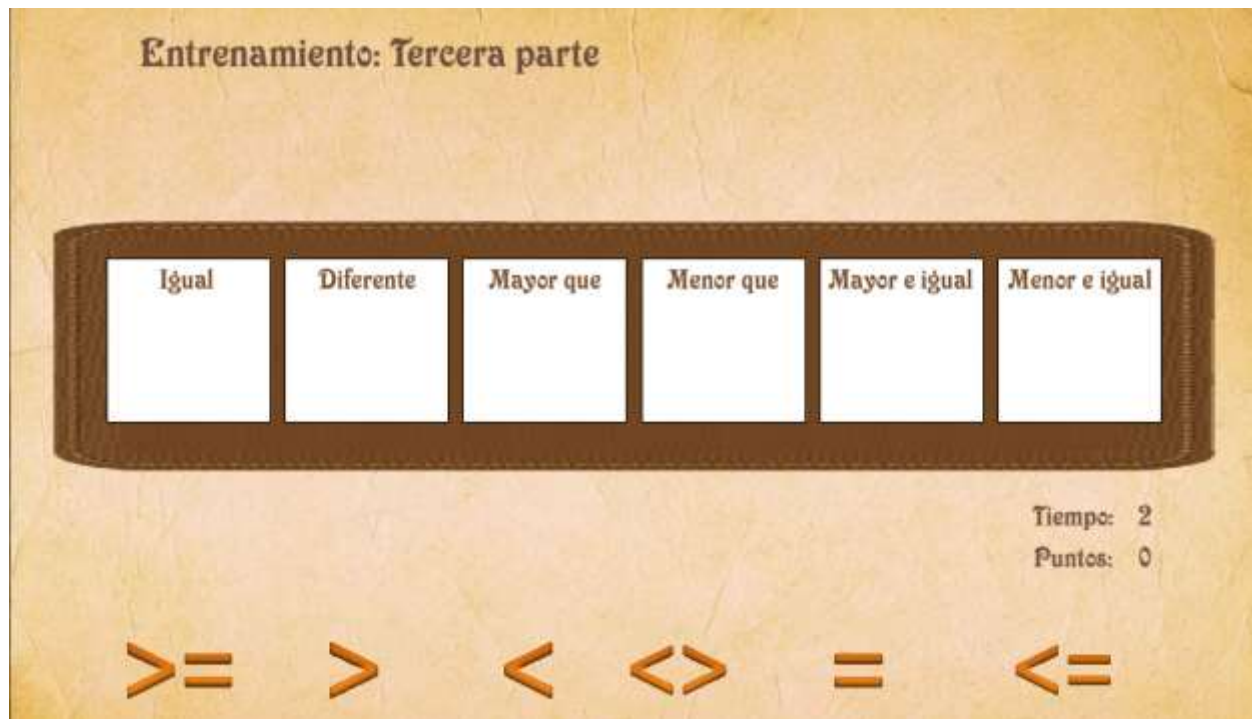 Entrenamiento: Tercera parte
Igual Diferente Mayor que Menor que Mayor e igual Menor e igual
Tiempo: 2
Puntos: 0
>= > < <> = <=